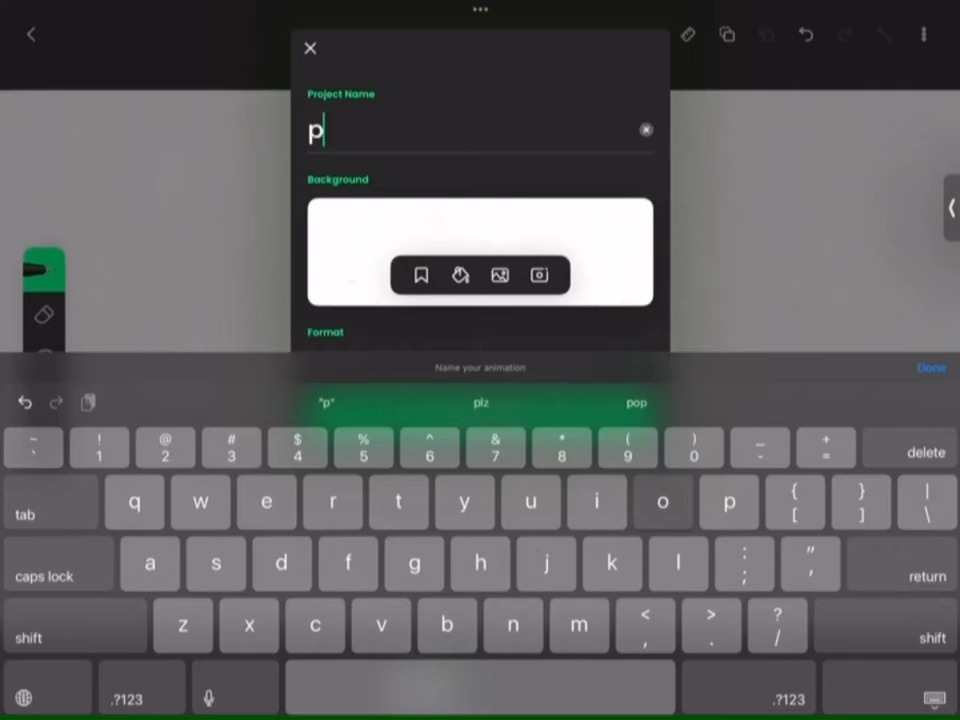 Project Name
p
Background
Format
Name your animation
Done
"p"
plz
pop
~ ! @ # $ % ^ & * ( ) _ +
` 1 2 3 4 5 6 7 8 9 0 - = delete
tab q w e r t y u i o p { [ } ] | \
caps lock a s d f g h j k l : ; " ' return
shift z x c v b n m < , > . ? / shift
.?123 .?123